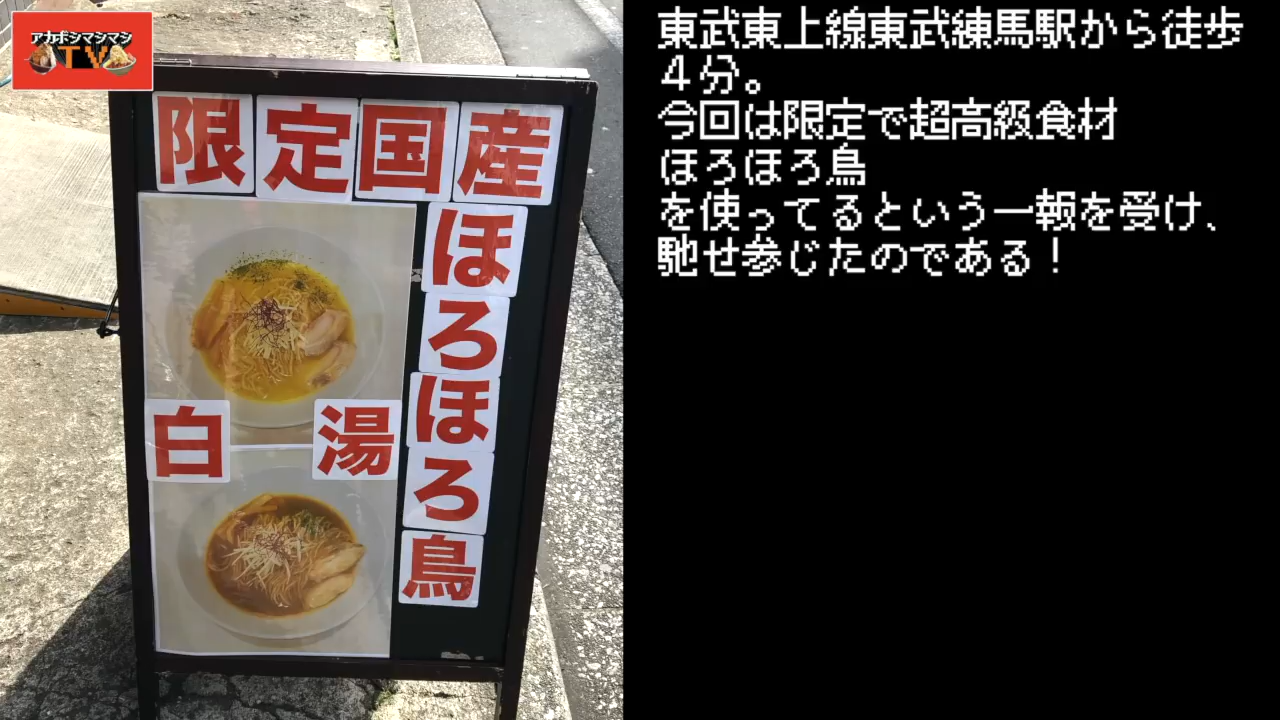 アカボシマシマシ
TV
限定国産
ほろほろ鳥
白湯
東武東上線東武練馬駅から徒歩
４分。
今回は限定で超高級食材
ほろほろ鳥
を使ってるという一報を受け、
馳せ参じたのである！